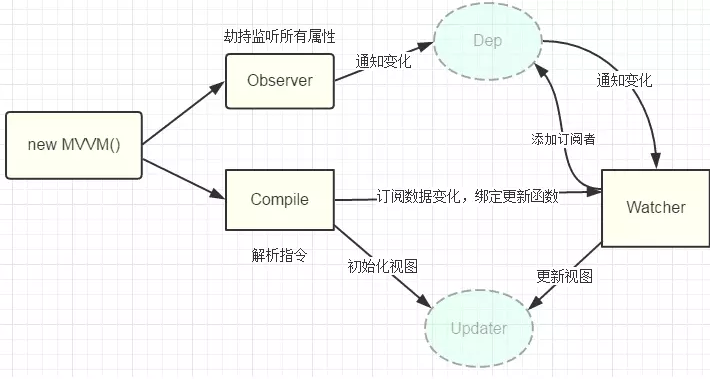 劫持监听所有属性
Dep
Observer
通知变化
通知变化
new MVVM()
添加订阅者
Compile
订阅数据变化，绑定更新函数
Watcher
解析指令
初始化视图
更新视图
Updater